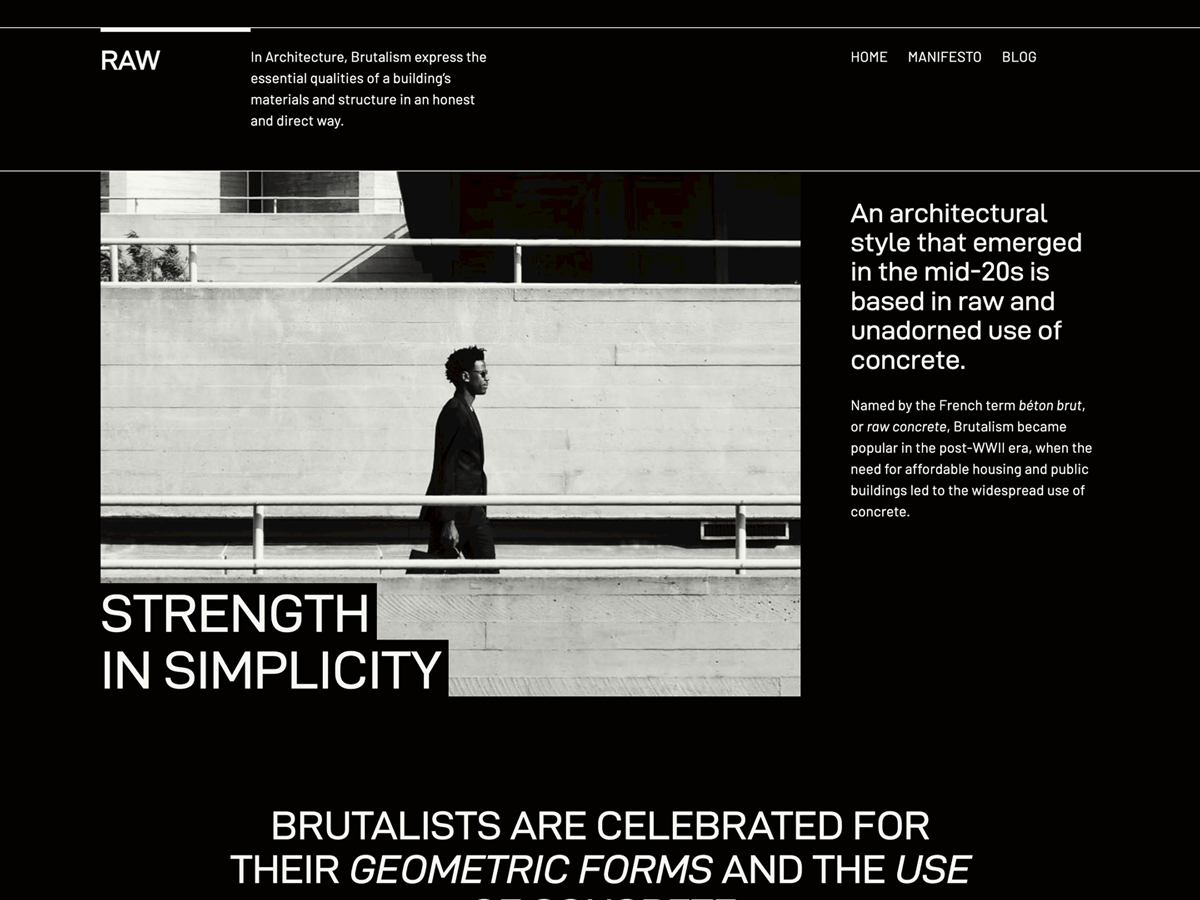 RAW
In Architecture, Brutalism express the
essential qualities of a building's
materials and structure in an honest
and direct way.
HOME MANIFESTO BLOG
An architectural
style that emerged
in the mid-20s is
based in raw and
unadorned use of
concrete.
Named by the French term béton brut,
or raw concrete, Brutalism became
popular in the post-WWII era, when the
need for affordable housing and public
buildings led to the widespread use of
concrete.
STRENGTH
IN SIMPLICITY
BRUTALISTS ARE CELEBRATED FOR
THEIR GEOMETRIC FORMS AND THE USE